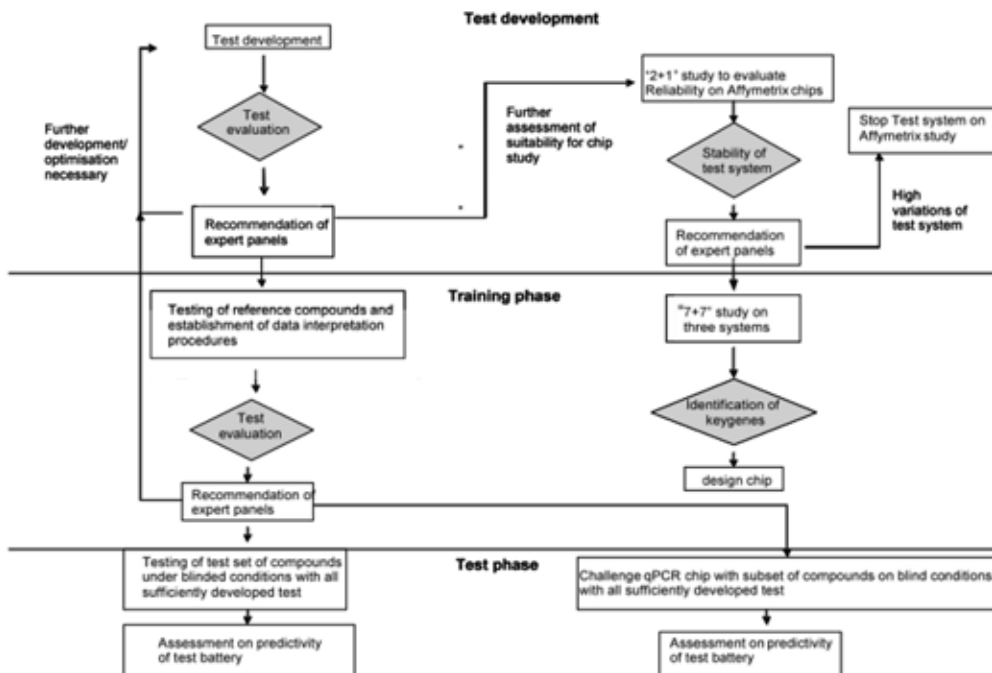 Test development
Test development
Test
evaluation
Further
development/
optimisation
necessary
Recommendation of
expert panels
Further
assessment of
suitability for chip
study
"2+1" study to evaluate
Reliability on Affymetrix chips
Stability of
test system
Stop Test system on
Affymetrix study
High
variations of
test system
Recommendation
of expert panels
Training phase
Testing of reference compounds and
establishment of data interpretation
procedures
"7+7" study on
three systems
Test
evaluation
Identification of
keygenes
design chip
Recommendation of
expert panels
Test phase
Testing of test set of compounds
under blinded conditions with all
sufficiently developed test
Challenge qPCR chip with subset of compounds on blind conditions
with all sufficiently developed test
Assessment on predictivity
of test battery
Assessment on predictivity
of test battery